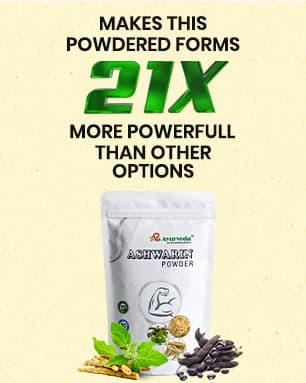 MAKES THIS
POWDERED FORMS
21X
MORE POWERFULL
THAN OTHER
OPTIONS
Ayurveda
ASHWARIN
POWDER